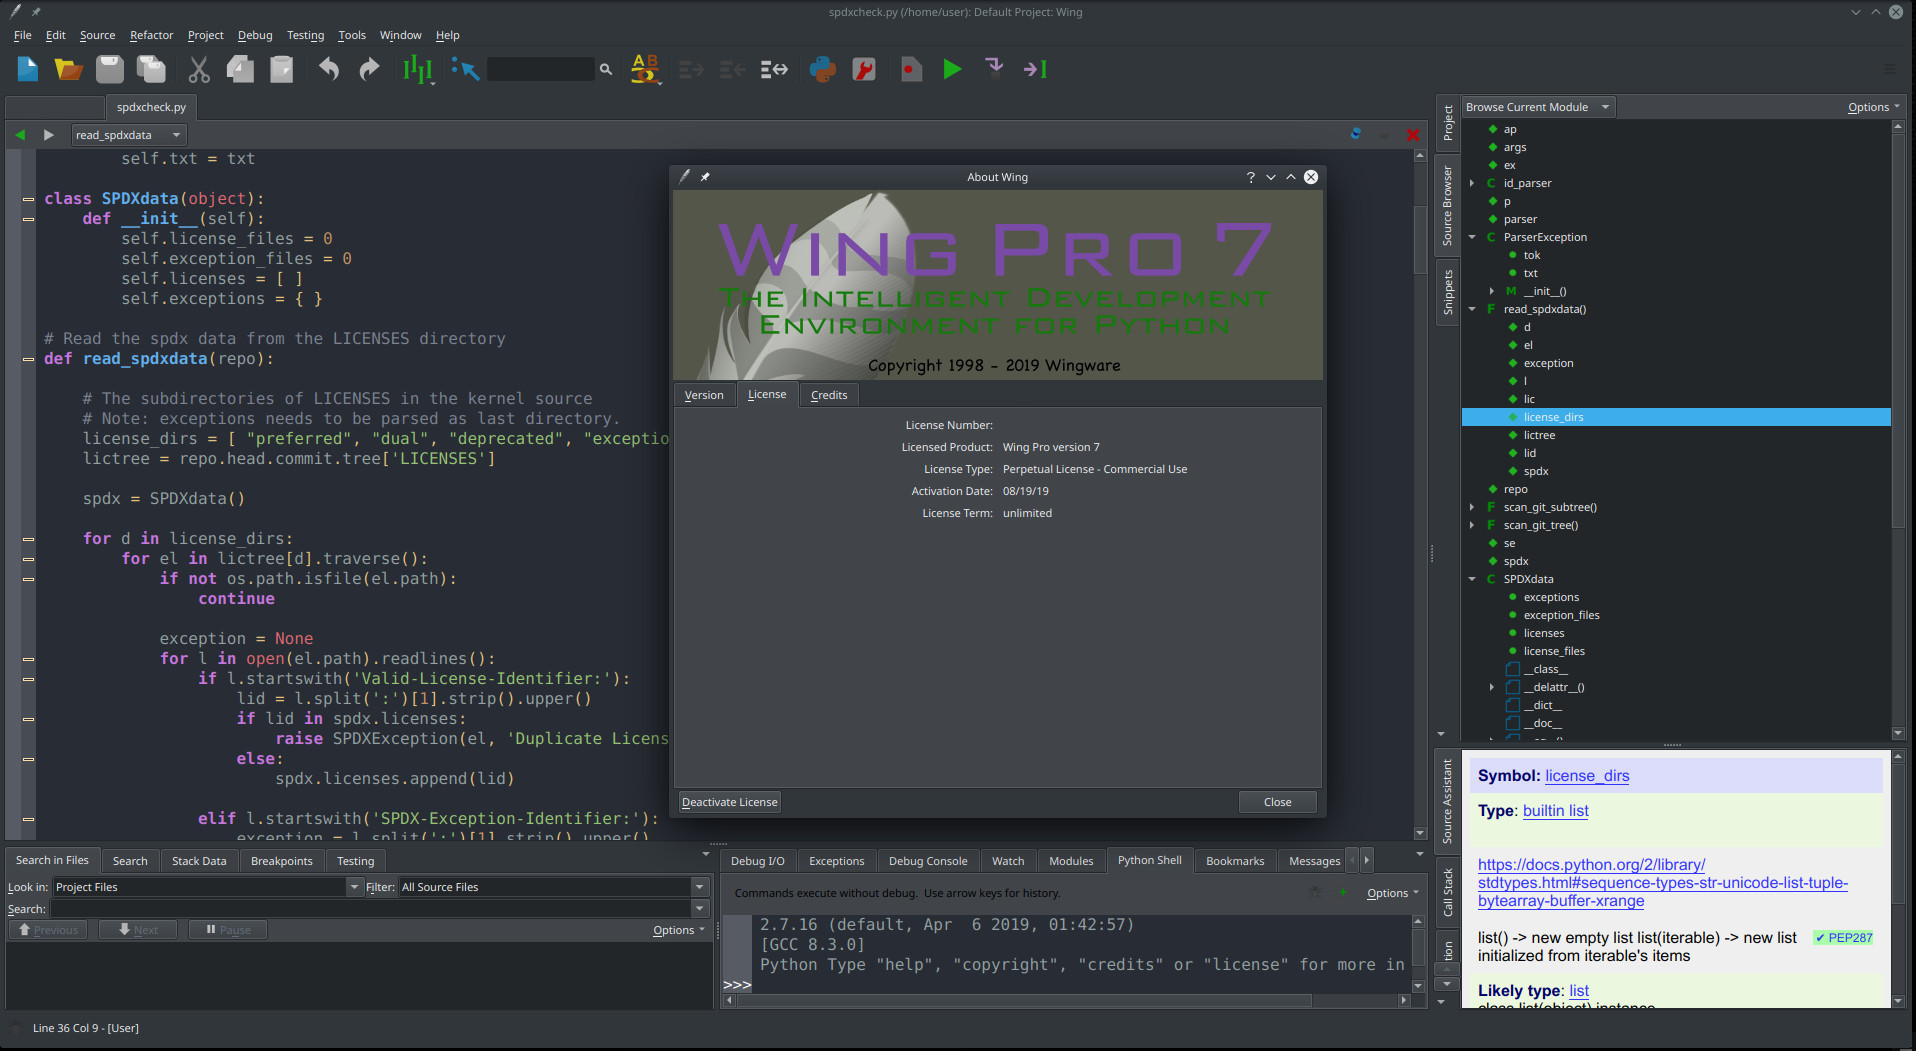 spdxcheck.py (/home/user): Default Project: Wing
File Edit Source Refactor Project Debug Testing Tools Window Help
spdxcheck.py
read_spdxdata
self.txt = txt
class SPDXdata(object):
def __init__(self):
self.license_files = 0
self.exception_files = 0
self.licenses = [ ]
self.exceptions = { }
# Read the spdx data from the LICENSES directory
def read_spdxdata(repo):
# The subdirectories of LICENSES in the kernel source
# Note: exceptions needs to be parsed as last directory.
license_dirs = [ "preferred", "dual", "deprecated", "exceptio
lictree = repo.head.commit.tree['LICENSES']
spdx = SPDXdata()
for d in license_dirs:
for el in lictree[d].traverse():
if not os.path.isfile(el.path):
continue
exception = None
for l in open(el.path).readlines():
if l.startswith('Valid-License-Identifier:'):
lid = l.split(':')[1].strip().upper()
if lid in spdx.licenses:
raise SPDXException(el, 'Duplicate Licens
else:
spdx.licenses.append(lid)
elif l.startswith('SPDX-Exception-Identifier:'):
exception = l.split(':')[1].strip().upper()
About Wing
Wing Pro 7
The Intelligent Development
Environment for Python
Copyright 1998 - 2019 Wingware
Version License Credits
License Number:
Licensed Product: Wing Pro version 7
License Type: Perpetual License - Commercial Use
Activation Date: 08/19/19
License Term: unlimited
Deactivate License Close
Project
Source Browser
Snippets
Browse Current Module Options
ap
args
ex
C id_parser
p
parser
C ParserException
tok
txt
M __init__()
F read_spdxdata()
d
el
exception
l
lic
license_dirs
lictree
lid
spdx
repo
F scan_git_subtree()
F scan_git_tree()
se
spdx
C SPDXdata
exceptions
exception_files
licenses
license_files
__class__
__delattr__()
__dict__
__doc__
Source Assistant
Call Stack
tion
Symbol: license_dirs
Type: builtin list
https://docs.python.org/2/library/
stdtypes.html#sequence-types-str-unicode-list-tuple-
bytearray-buffer-xrange
list() -> new empty list list(iterable) -> new list ✔ PEP287
initialized from iterable's items
Likely type: list
class list(object) instance
Search in Files Search Stack Data Breakpoints Testing
Look in: Project Files Filter: All Source Files
Search:
Previous Next Pause Options
Debug I/O Exceptions Debug Console Watch Modules Python Shell Bookmarks Messages
Commands execute without debug. Use arrow keys for history. Options
2.7.16 (default, Apr  6 2019, 01:42:57)
[GCC 8.3.0]
Python Type "help", "copyright", "credits" or "license" for more in
>>>
Line 36 Col 9 - [User]